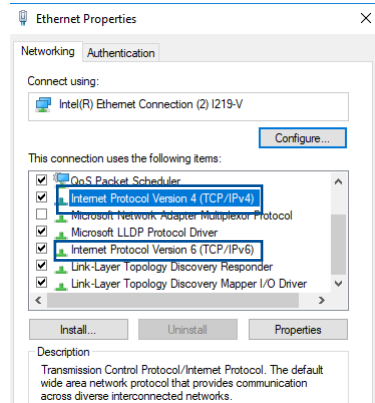 Ethernet Properties
Networking Authentication
Connect using:
Intel(R) Ethernet Connection (2) I219-V
Configure...
This connection uses the following items:
QoS Packet Scheduler
Internet Protocol Version 4 (TCP/IPv4)
Microsoft Network Adapter Multiplexor Protocol
Microsoft LLDP Protocol Driver
Internet Protocol Version 6 (TCP/IPv6)
Link-Layer Topology Discovery Responder
Link-Layer Topology Discovery Mapper I/O Driver
Install... Uninstall Properties
Description
Transmission Control Protocol/Internet Protocol. The default
wide area network protocol that provides communication
across diverse interconnected networks.